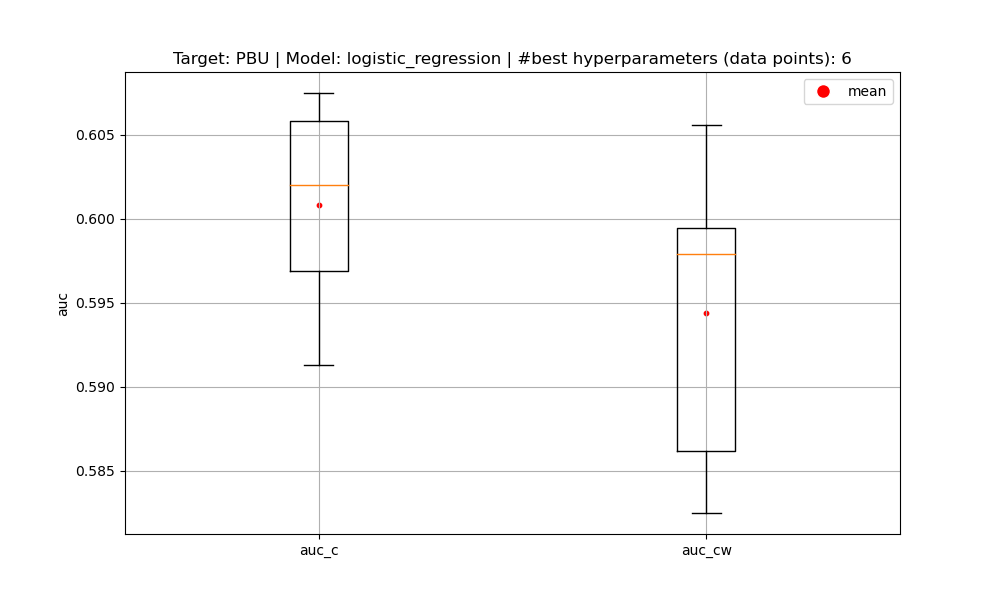 Target: PBU | Model: logistic_regression | #best hyperparameters (data points): 6
mean
0.605
0.600
0.595
0.590
0.585
auc
auc_c
auc_cw